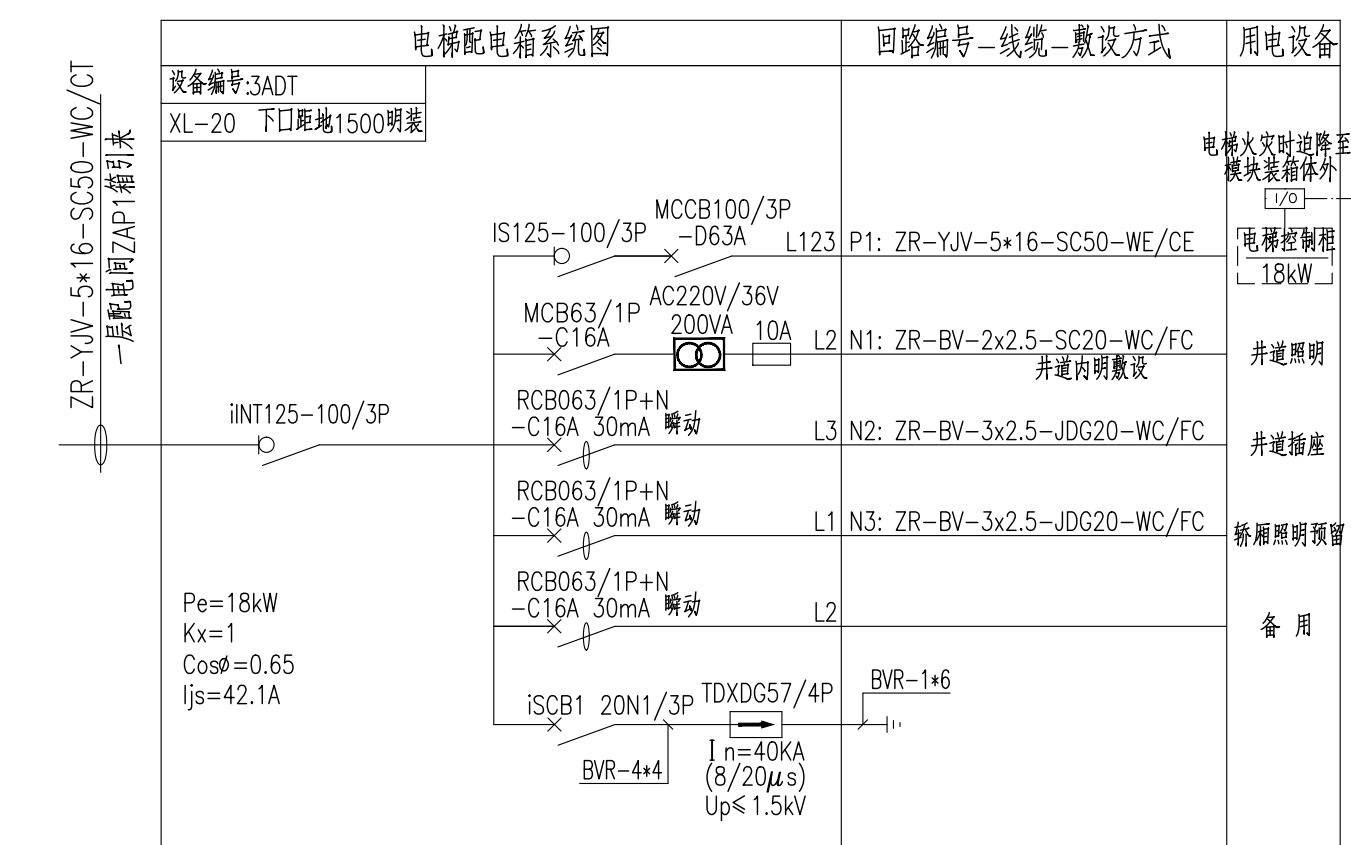 电梯配电箱系统图
回路编号-线缆-敷设方式
用电设备
设备编号:3ADT
XL-20 下口距地1500明装
ZR-YJV-5*16-SC50-WC/CT
一层配电间ZAP1箱引来
电梯火灾时迫降至
模块装箱体外
I/O
IS125-100/3P
MCCB100/3P
-D63A
L123
P1: ZR-YJV-5*16-SC50-WE/CE
电梯控制柜
18kW
MCB63/1P
-C16A
AC220V/36V
200VA
10A
L2
N1: ZR-BV-2x2.5-SC20-WC/FC
井道内明敷设
井道照明
iINT125-100/3P
RCBO63/1P+N
-C16A 30mA 瞬动
L3
N2: ZR-BV-3x2.5-JDG20-WC/FC
井道插座
RCBO63/1P+N
-C16A 30mA 瞬动
L1
N3: ZR-BV-3x2.5-JDG20-WC/FC
轿厢照明预留
RCBO63/1P+N
-C16A 30mA 瞬动
L2
备 用
Pe=18kW
Kx=1
CosØ=0.65
Ijs=42.1A
iSCB1 20N1/3P
TDXDG57/4P
BVR-1*6
BVR-4*4
In=40KA
(8/20μs)
Up≤1.5kV